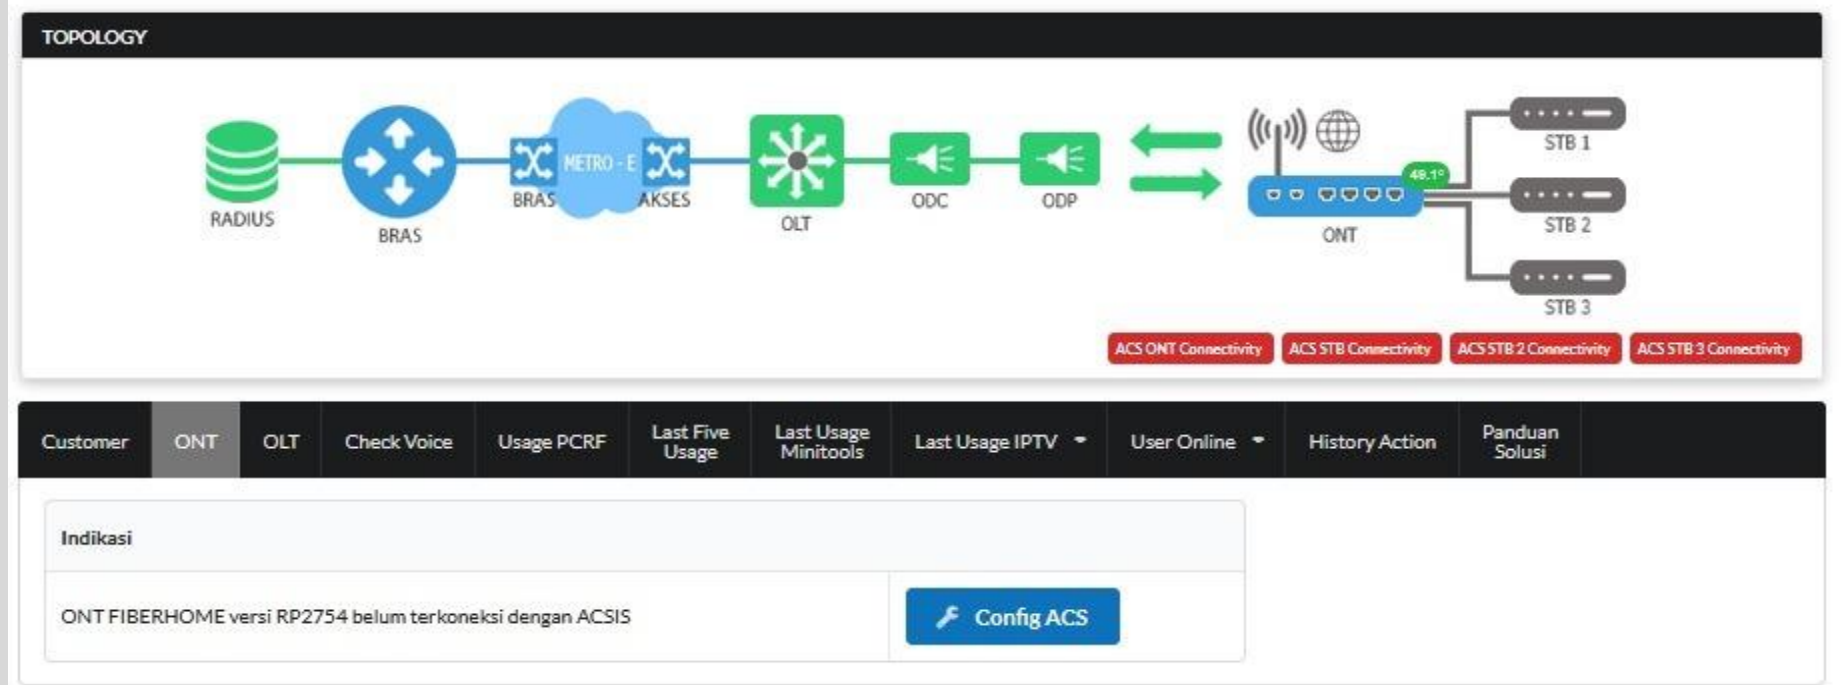 TOPOLOGY
49.1°
STB 1
METRO - E
BRAS
AKSES
ODC
ODP
RADIUS
OLT
STB 2
BRAS
ONT
STB 3
ACS ONT Connectivity ACS STB Connectivity ACS STB 2 Connectivity ACS STB 3 Connectivity
Customer ONT OLT Check Voice Usage PCRF Last Five Usage Last Usage Minitools Last Usage IPTV User Online History Action Panduan Solusi
Indikasi
ONT FIBERHOME versi RP2754 belum terkoneksi dengan ACSIS Config ACS